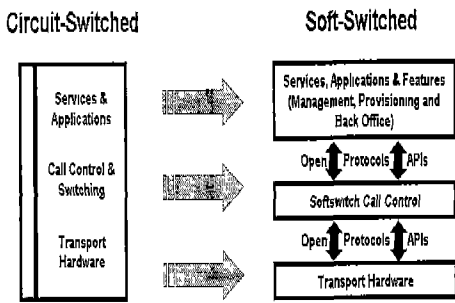 Circuit-Switched
Soft-Switched
Services &
Applications
Call Control &
Switching
Transport
Hardware
Services, Applications & Features
(Management, Provisioning and
Back Office)
Open Protocols APIs
Softswitch Call Control
Open Protocols APIs
Transport Hardware